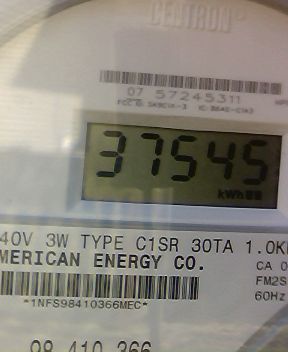 CENTRON
07 57245311
37545
kWh
40V 3W TYPE C1SR 30TA 1.0K
MERICAN ENERGY CO.
CA 0
FM2S
60Hz
*1NFS98410366MEC*
98 410 366